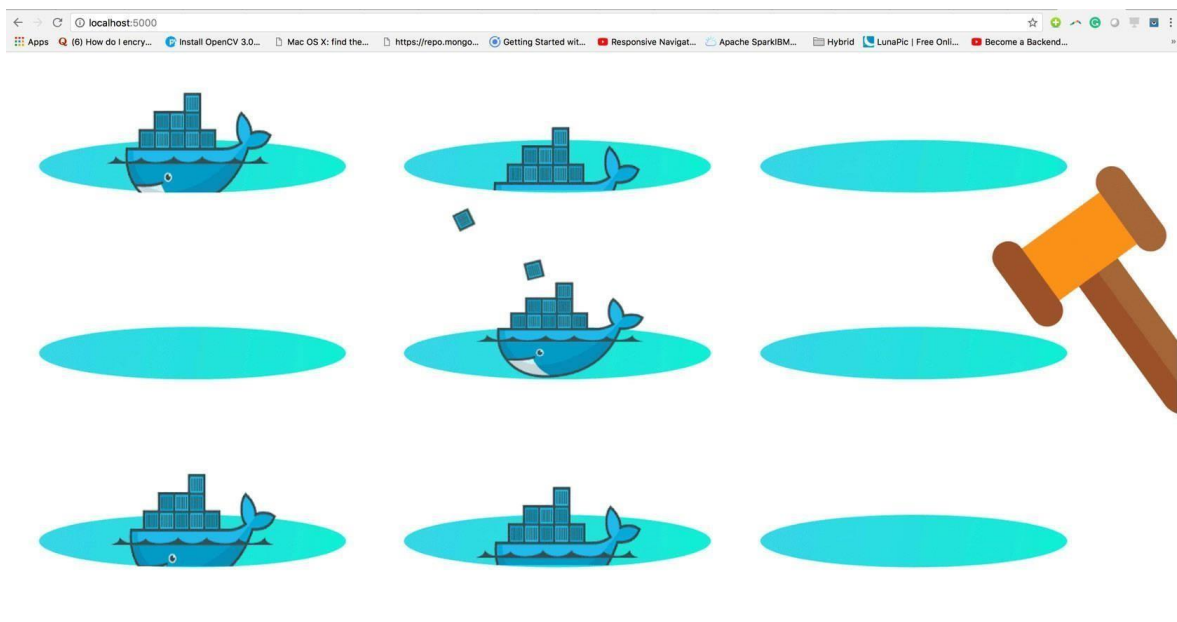 localhost:5000
Apps (6) How do I encry... Install OpenCV 3.0... Mac OS X: find the... https://repo.mongo... Getting Started wit... Responsive Navigat... Apache SparkIBM... Hybrid LunaPic | Free Onli... Become a Backend... »